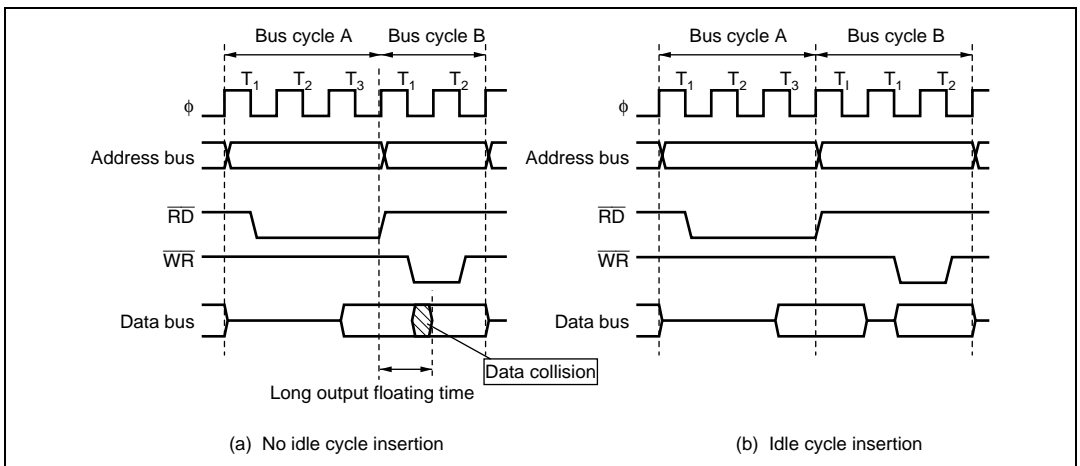 Bus cycle A Bus cycle B
T1 T2 T3 T1 T2
φ
Address bus
RD
WR
Data bus
Data collision
Long output floating time
(a) No idle cycle insertion
Bus cycle A Bus cycle B
T1 T2 T3 TI T1 T2
φ
Address bus
RD
WR
Data bus
(b) Idle cycle insertion